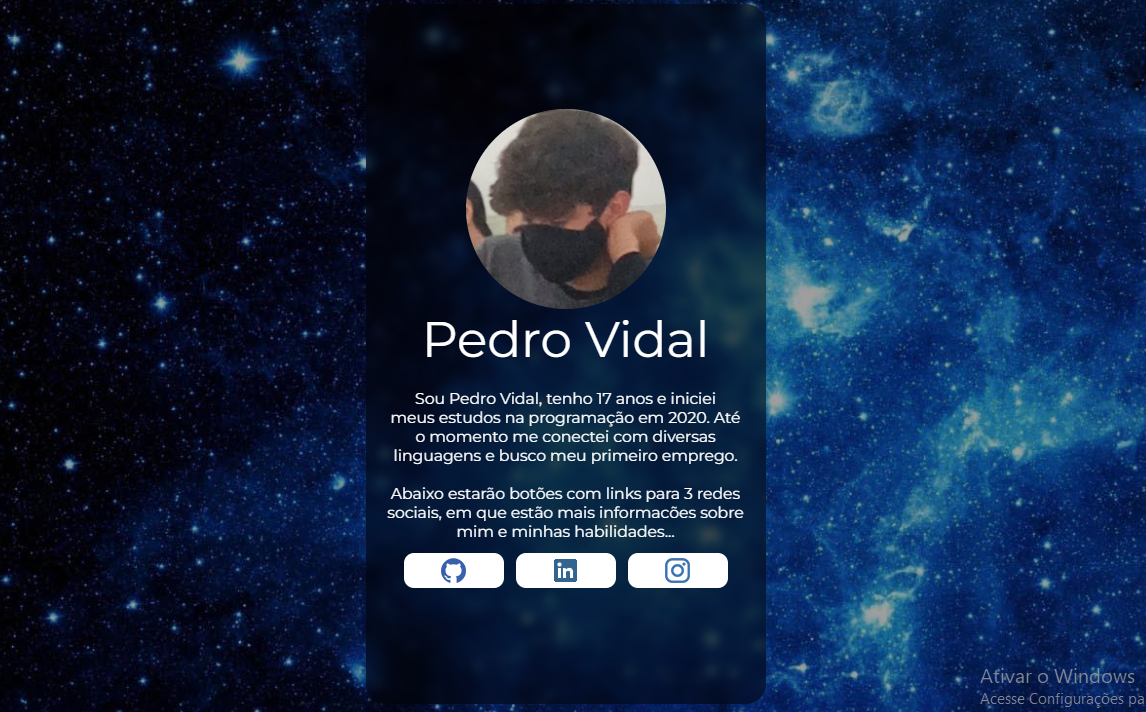 Pedro Vidal
Sou Pedro Vidal, tenho 17 anos e iniciei
meus estudos na programação em 2020. Até
o momento me conectei com diversas
linguagens e busco meu primeiro emprego.
Abaixo estarão botões com links para 3 redes
sociais, em que estão mais informacões sobre
mim e minhas habilidades...
in
Ativar o Windows
Acesse Configurações pa